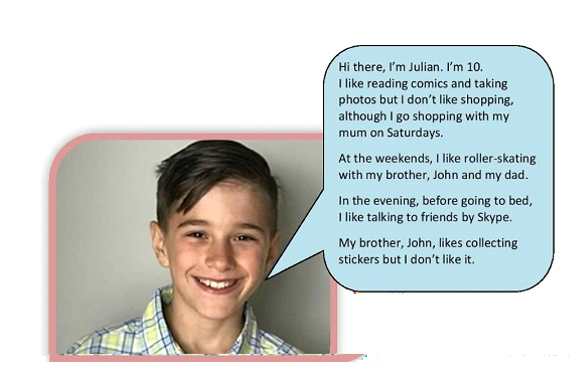 Hi there, I'm Julian. I'm 10.
I like reading comics and taking
photos but I don't like shopping,
although I go shopping with my
mum on Saturdays.
At the weekends, I like roller-skating
with my brother, John and my dad.
In the evening, before going to bed,
I like talking to friends by Skype.
My brother, John, likes collecting
stickers but I don't like it.